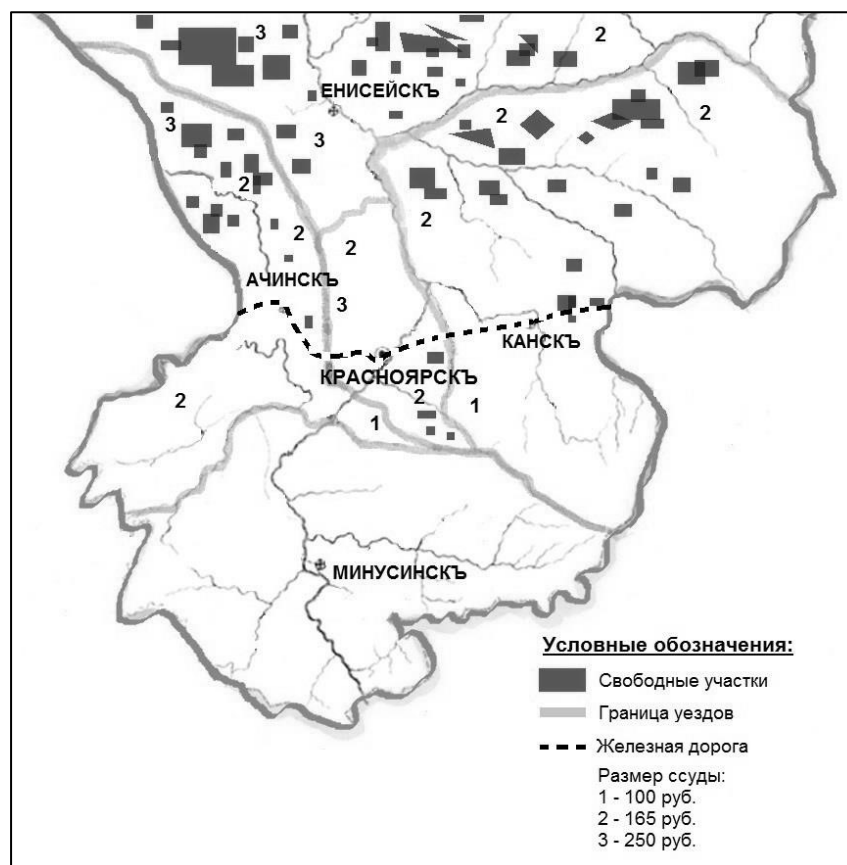 3
2
ЕНИСЕЙСКЪ
3
3
2
2
2
2
2
2
АЧИНСКЪ
3
КАНСКЪ
КРАСНОЯРСКЪ
2
2
1
1
МИНУСИНСКЪ
Условные обозначения:
Свободные участки
Граница уездов
Железная дорога
Размер ссуды:
1 - 100 руб.
2 - 165 руб.
3 - 250 руб.